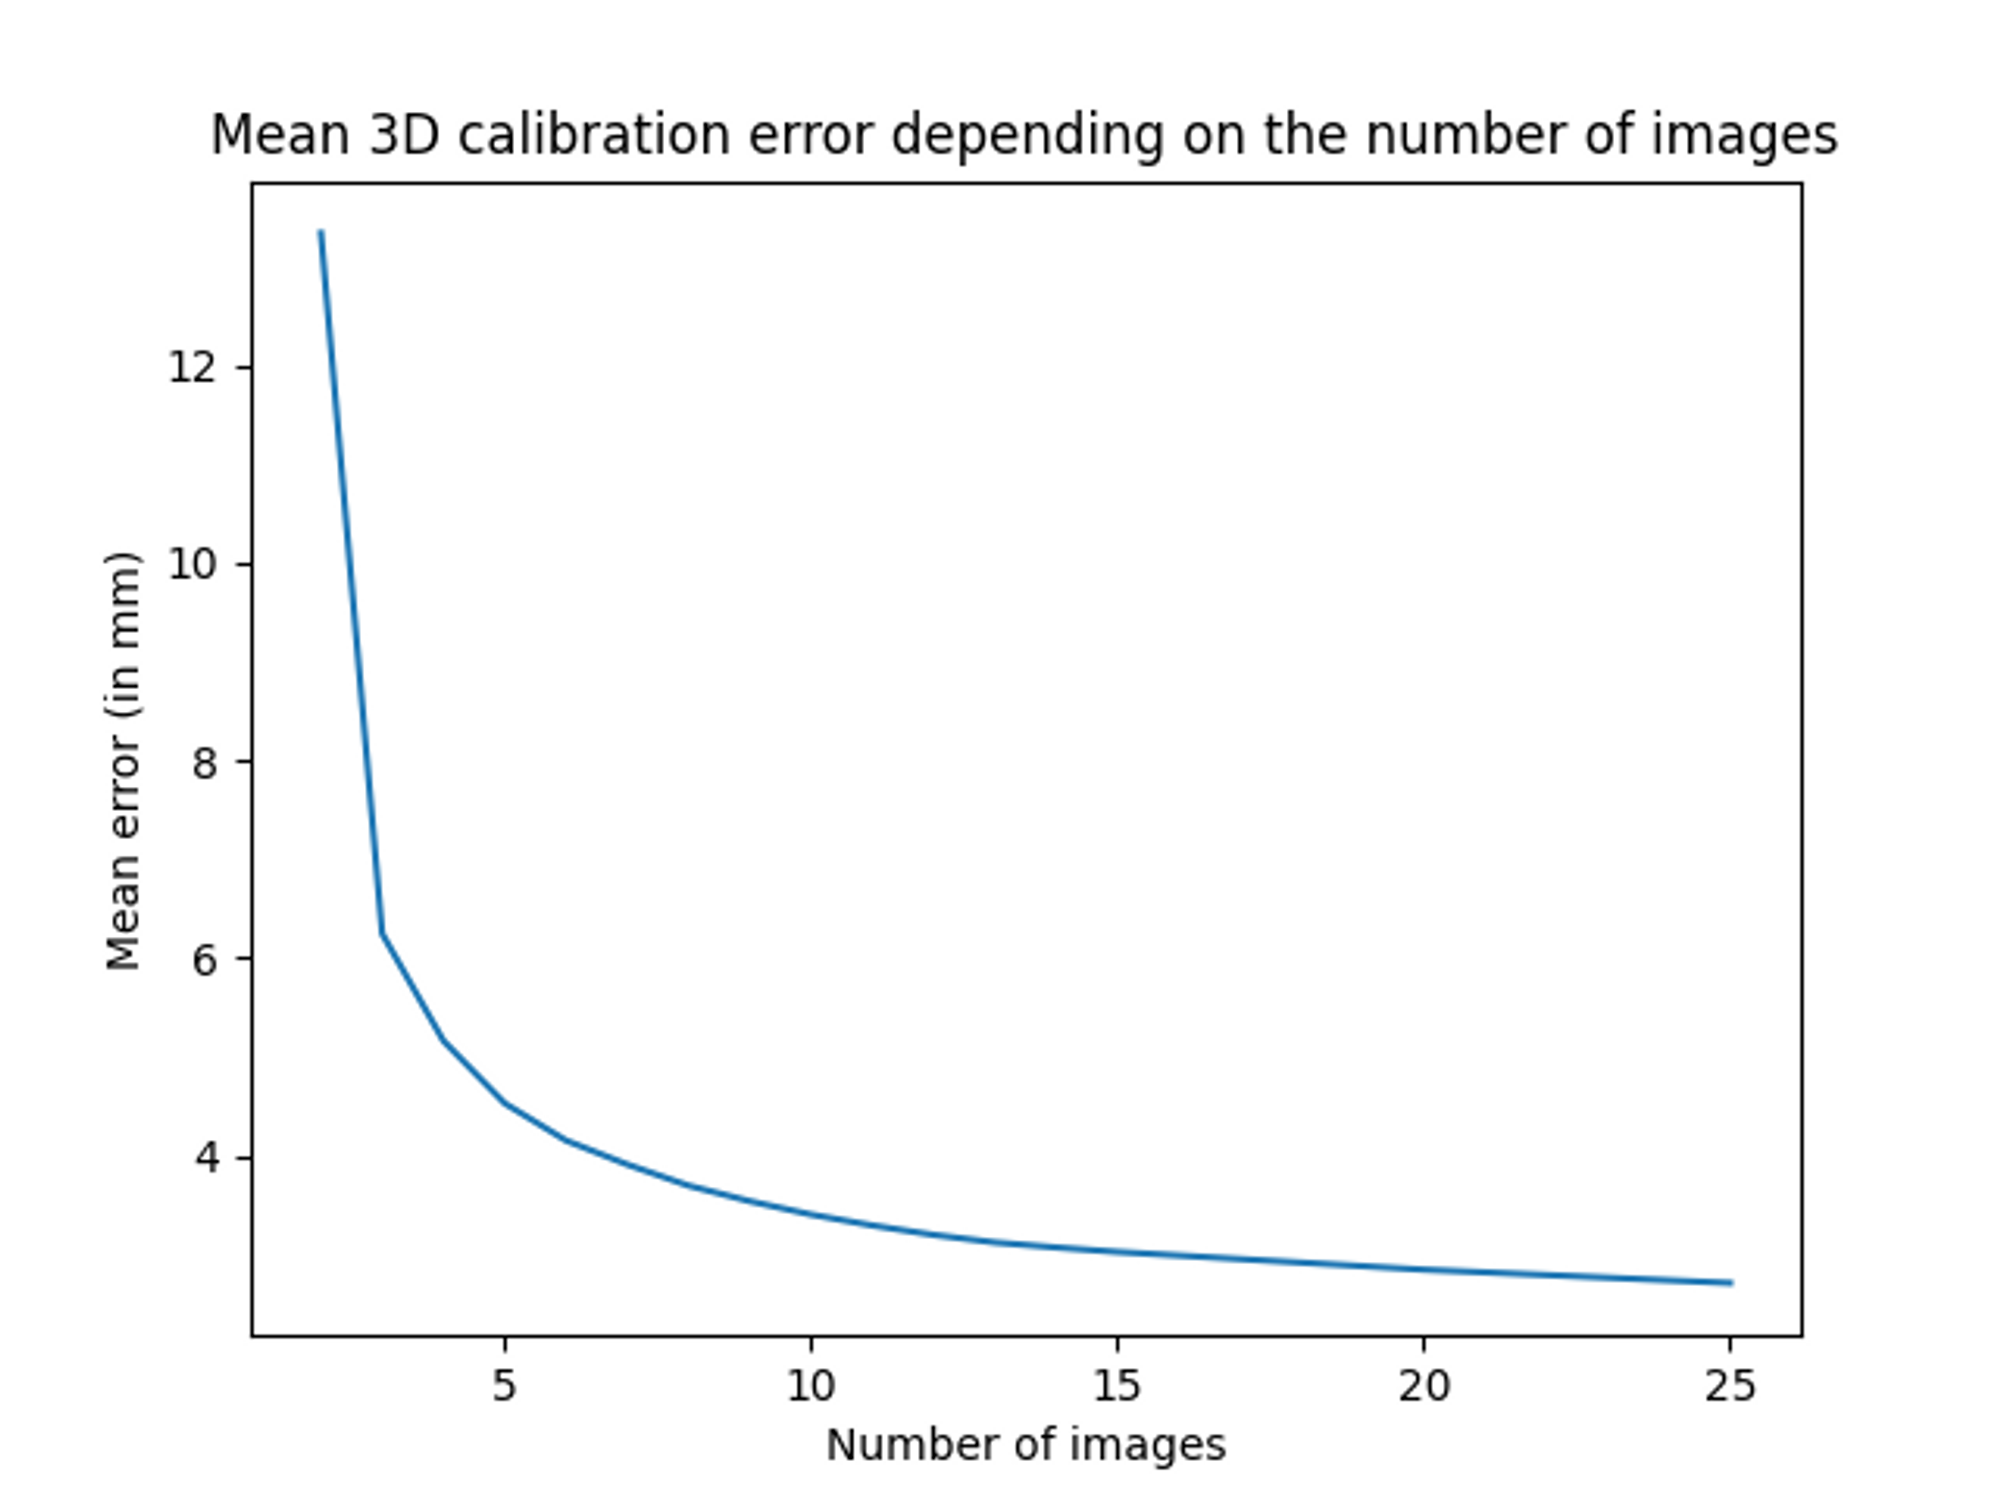 Mean 3D calibration error depending on the number of images
12
10
8
6
4
Mean error (in mm)
5 10 15 20 25
Number of images